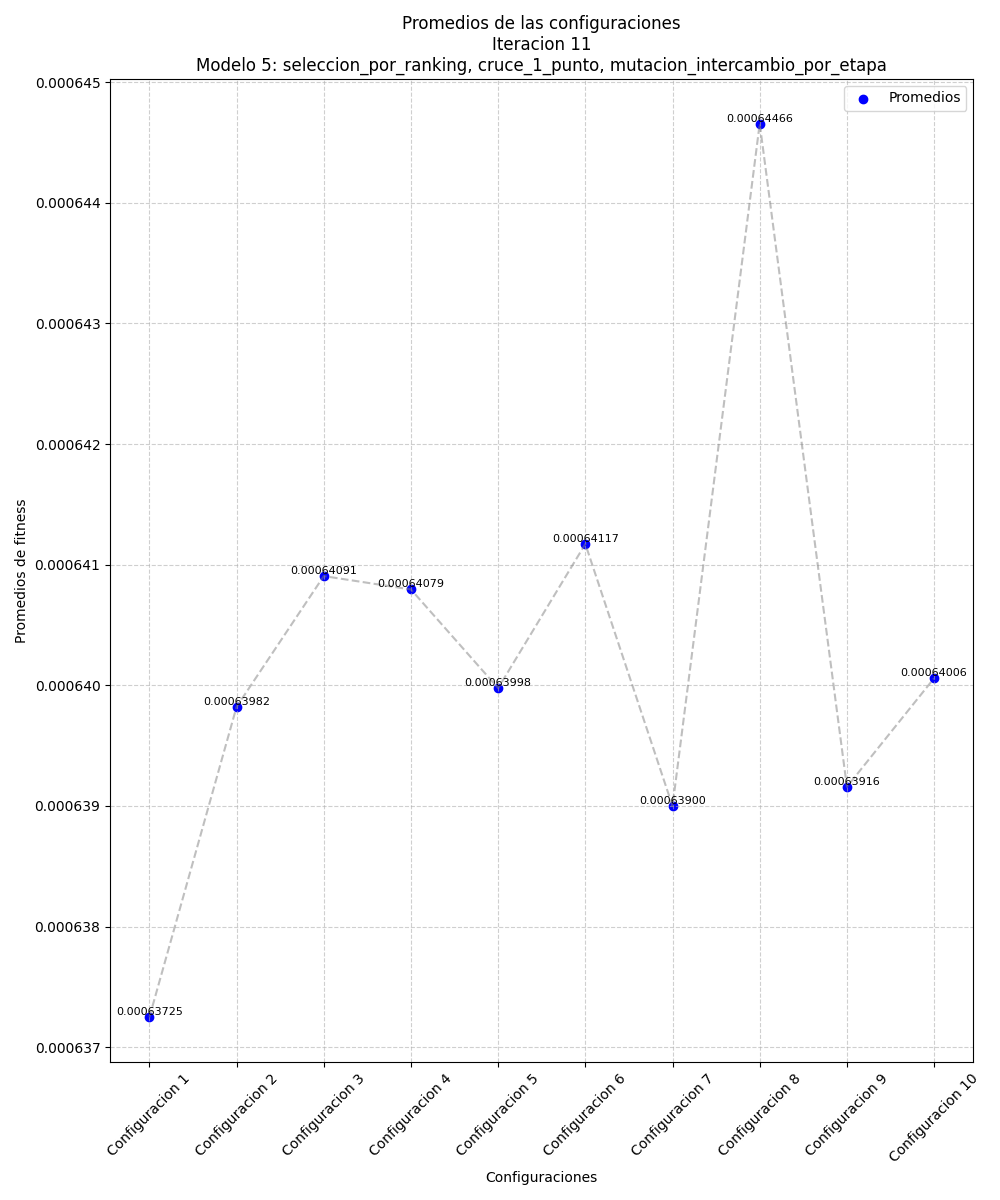 Promedios de las configuraciones
Iteracion 11
Modelo 5: seleccion_por_ranking, cruce_1_punto, mutacion_intercambio_por_etapa
Promedios
0.000645
0.000644
0.000643
0.000642
0.000641
0.000640
0.000639
0.000638
0.000637
Promedios de fitness
0.00063725
0.00063982
0.00064091
0.00064079
0.00063998
0.00064117
0.00063900
0.00064466
0.00063916
0.00064006
Configuracion 1
Configuracion 2
Configuracion 3
Configuracion 4
Configuracion 5
Configuracion 6
Configuracion 7
Configuracion 8
Configuracion 9
Configuracion 10
Configuraciones